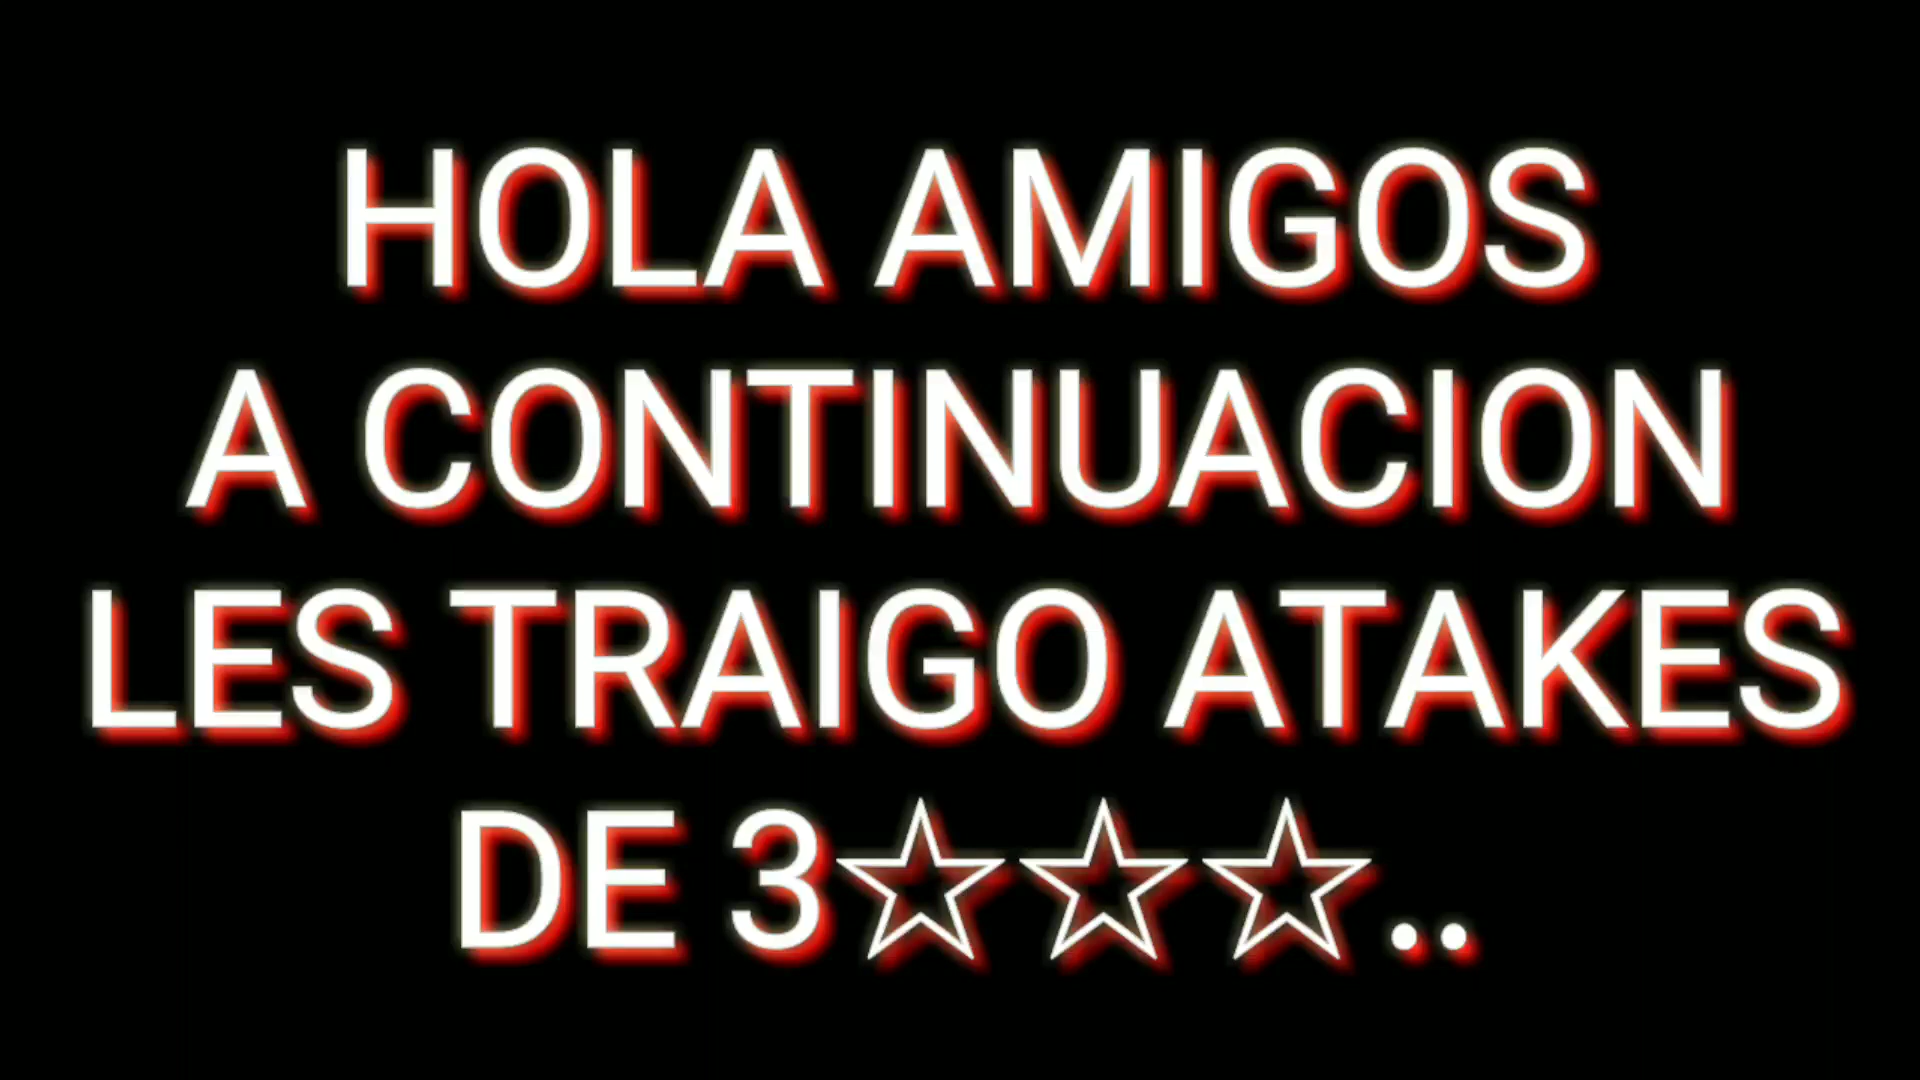 HOLA AMIGOS
A CONTINUACION
LES TRAIGO ATAKES
DE 3☆☆☆..